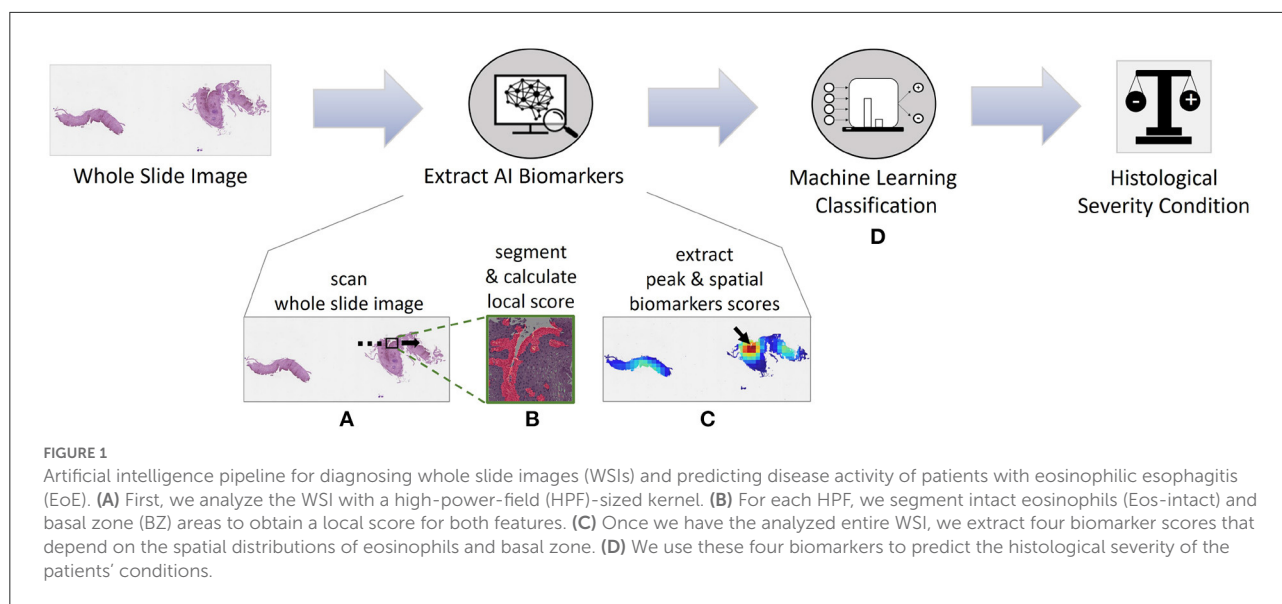 Whole Slide Image
Extract AI Biomarkers
Machine Learning
Classification
D
Histological
Severity Condition
- +
+
-
scan
whole slide image
A
segment
& calculate
local score
B
extract
peak & spatial
biomarkers scores
C
FIGURE 1
Artificial intelligence pipeline for diagnosing whole slide images (WSIs) and predicting disease activity of patients with eosinophilic esophagitis
(EoE). (A) First, we analyze the WSI with a high-power-field (HPF)-sized kernel. (B) For each HPF, we segment intact eosinophils (Eos-intact) and
basal zone (BZ) areas to obtain a local score for both features. (C) Once we have the analyzed entire WSI, we extract four biomarker scores that
depend on the spatial distributions of eosinophils and basal zone. (D) We use these four biomarkers to predict the histological severity of the
patients' conditions.